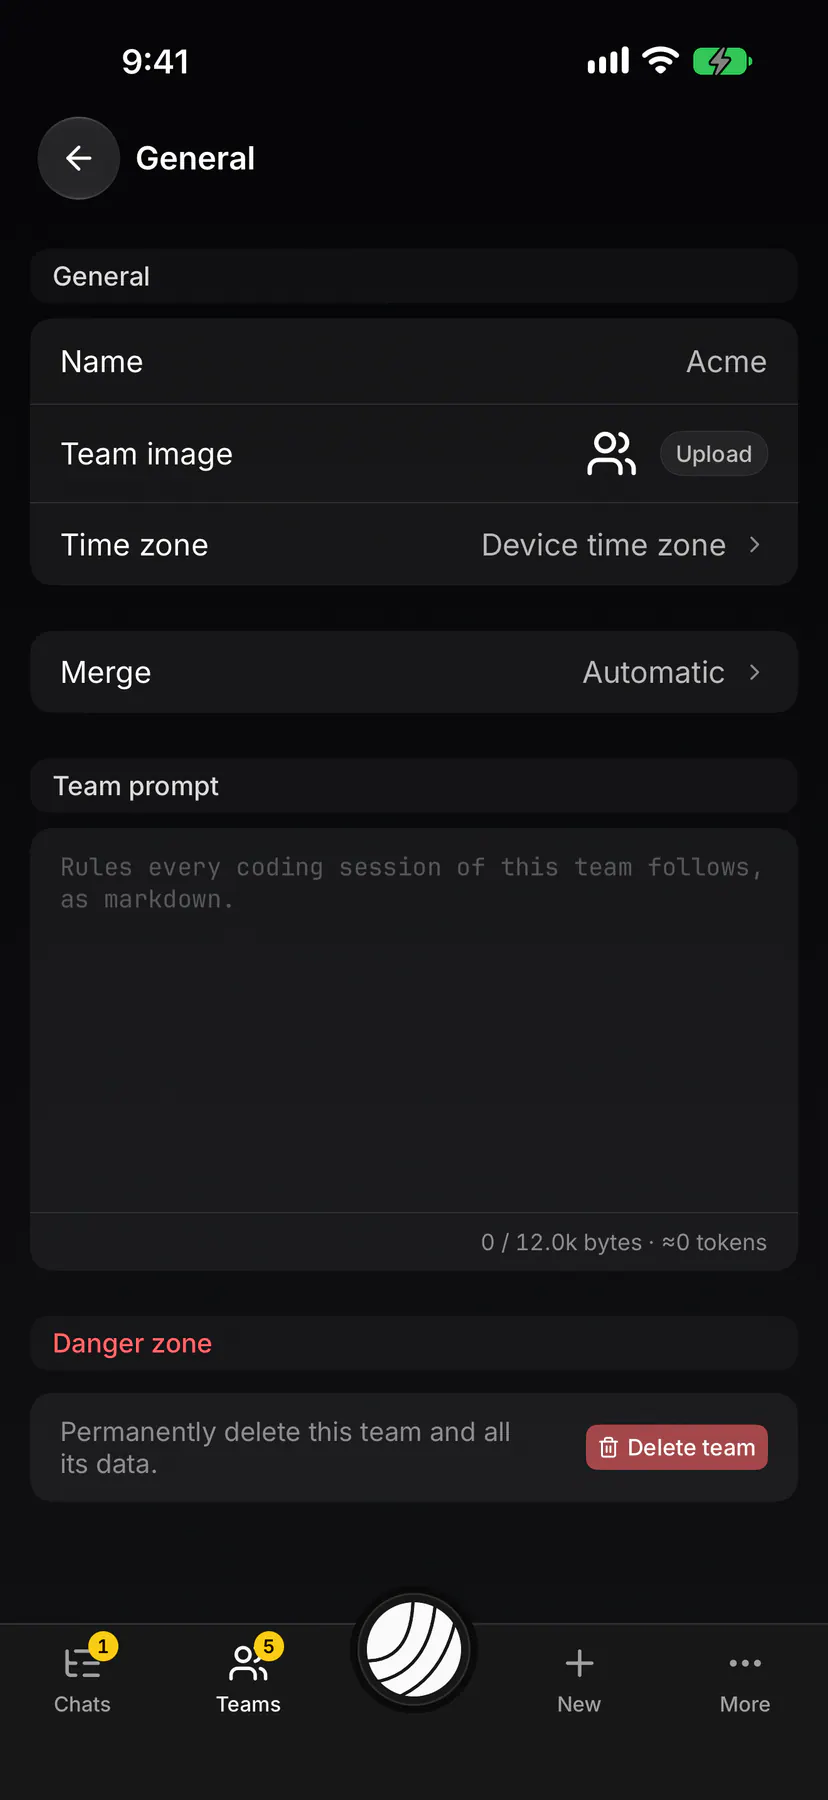 9:41
General
General
Name
Acme
Team image
Upload
Time zone
Device time zone
Merge
Automatic
Team prompt
Rules every coding session of this team follows,
as markdown.
0 / 12.0k bytes · ≈0 tokens
Danger zone
Permanently delete this team and all
its data.
Delete team
1
5
Chats
Teams
New
More